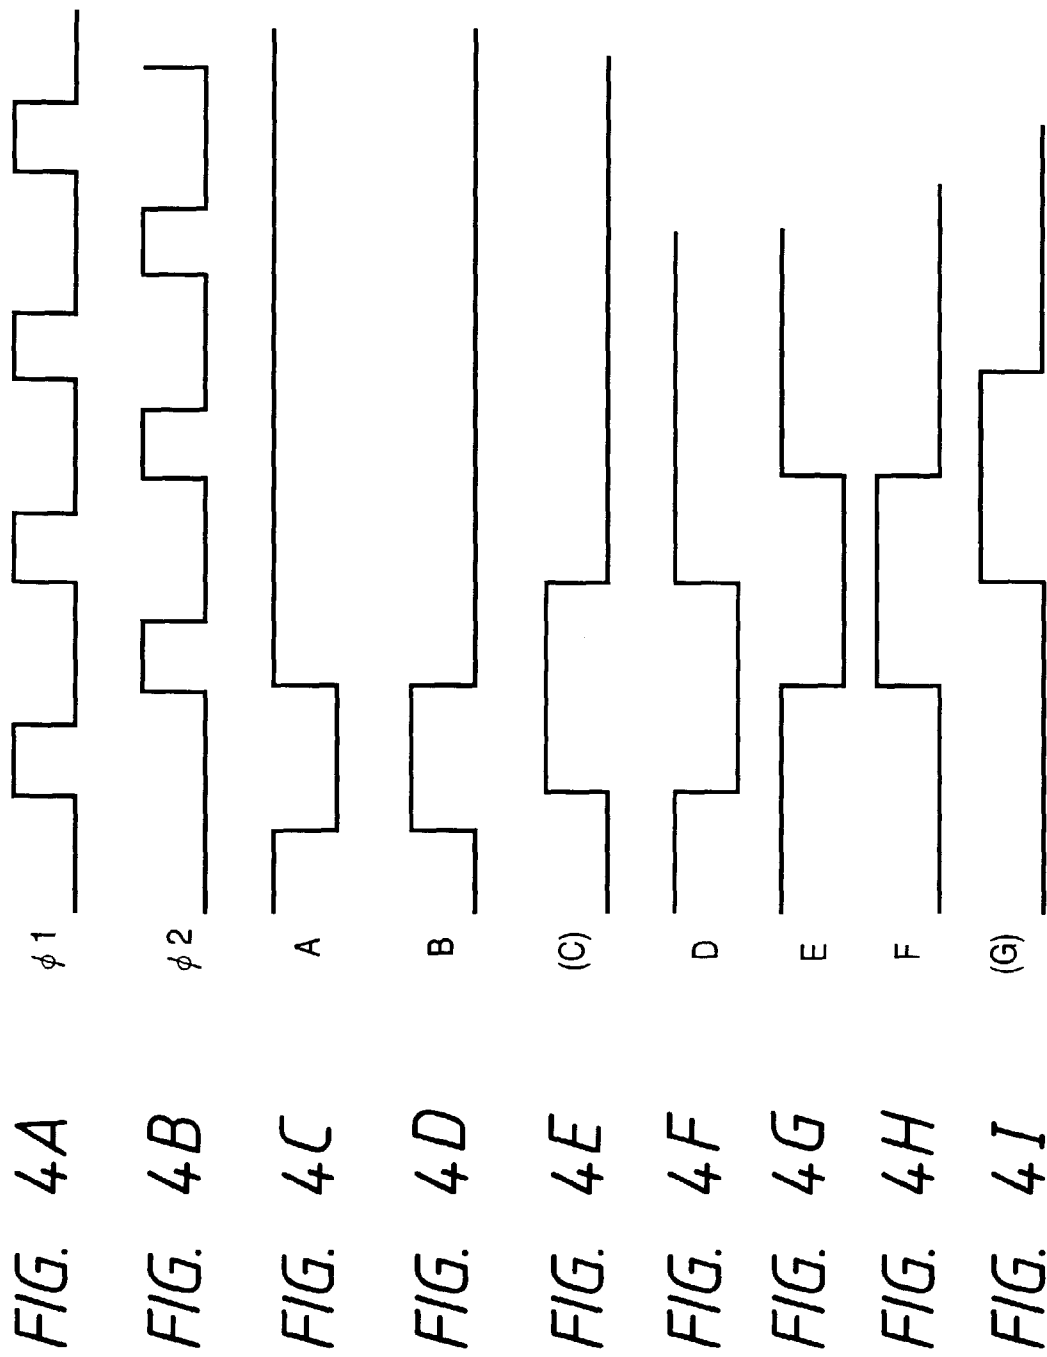 FIG. 4A φ1
FIG. 4B φ2
FIG. 4C A
FIG. 4D B
FIG. 4E (C)
FIG. 4F D
FIG. 4G E
FIG. 4H F
FIG. 4I (G)